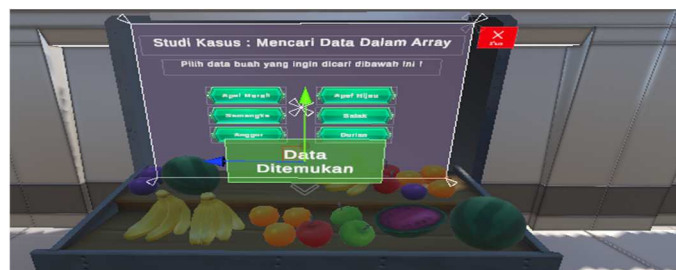 Studi Kasus : Mencari Data Dalam Array
Pilih data buah yang ingin dicari dibawah ini !
Apel Merah
Apel Hijau
Semangka
Salak
Anggur
Durian
Data
Ditemukan